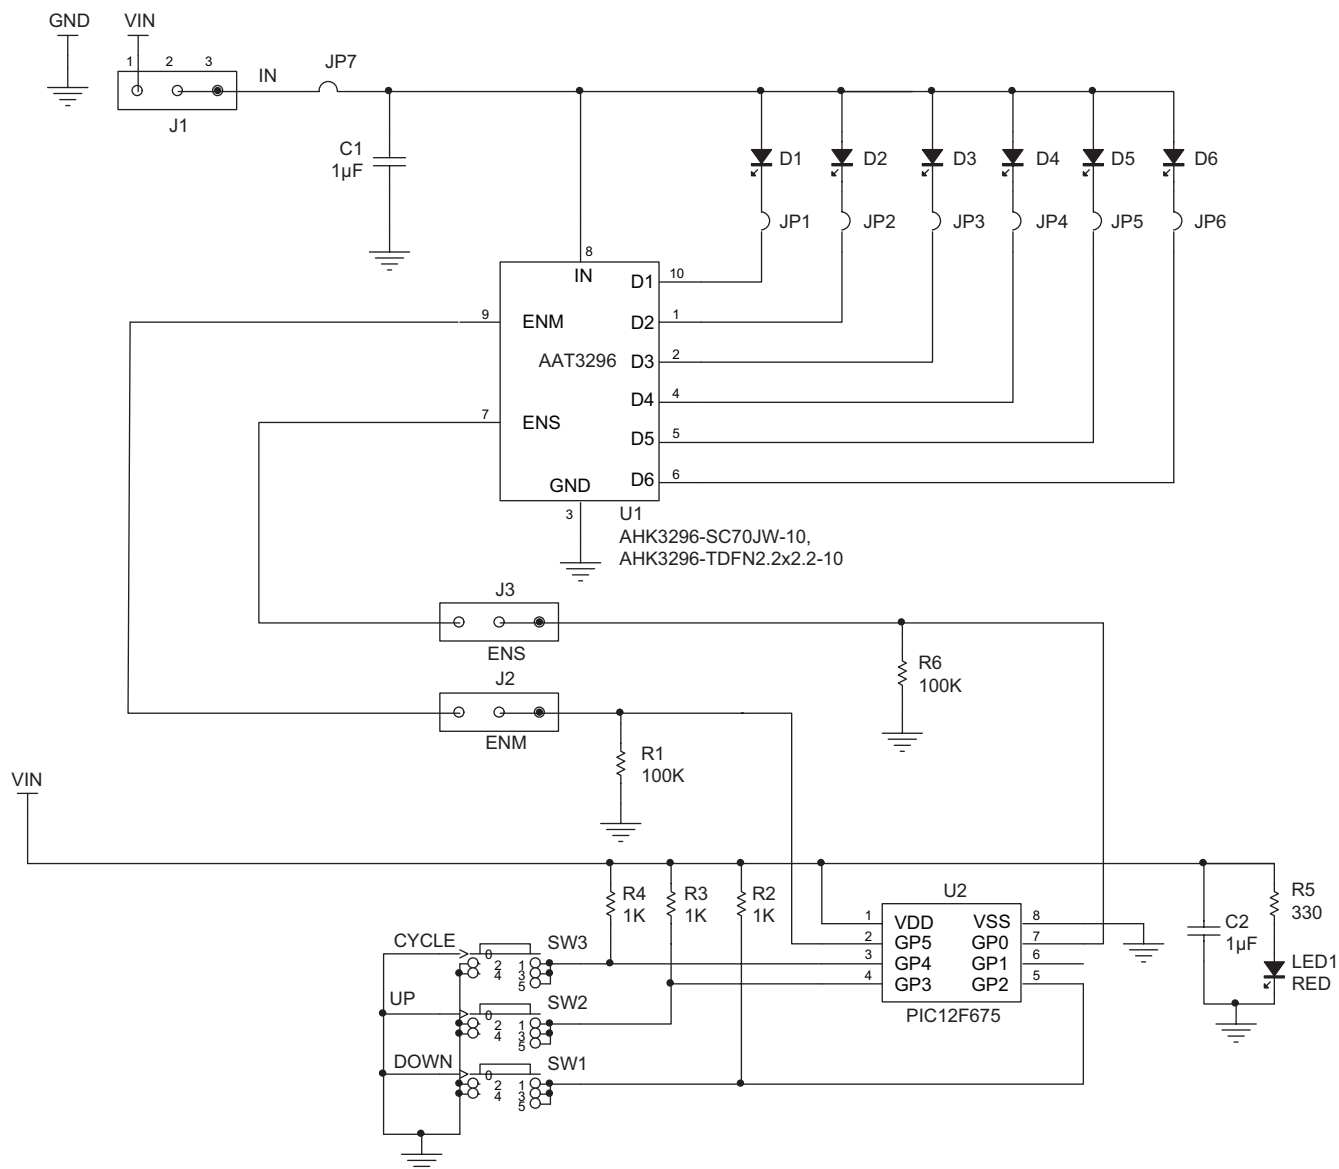 GND VIN
1 2 3 IN JP7
J1
C1
1µF
D1 D2 D3 D4 D5 D6
JP1 JP2 JP3 JP4 JP5 JP6
8
IN
D1 10
9 ENM D2 1
AAT3296 D3 2
D4 4
7 ENS
D5 5
GND D6 6
3
U1
AHK3296-SC70JW-10,
AHK3296-TDFN2.2x2.2-10
J3
ENS
R6
100K
J2
ENM
R1
100K
VIN
R4
1K
R3
1K
R2
1K
U2
1 VDD VSS 8
2 GP5 GP0 7
3 GP4 GP1 6
4 GP3 GP2 5
PIC12F675
C2
1µF
R5
330
LED1
RED
CYCLE SW3
0
2 1
4 3
5
UP SW2
0
2 1
4 3
5
DOWN SW1
0
2 1
4 3
5